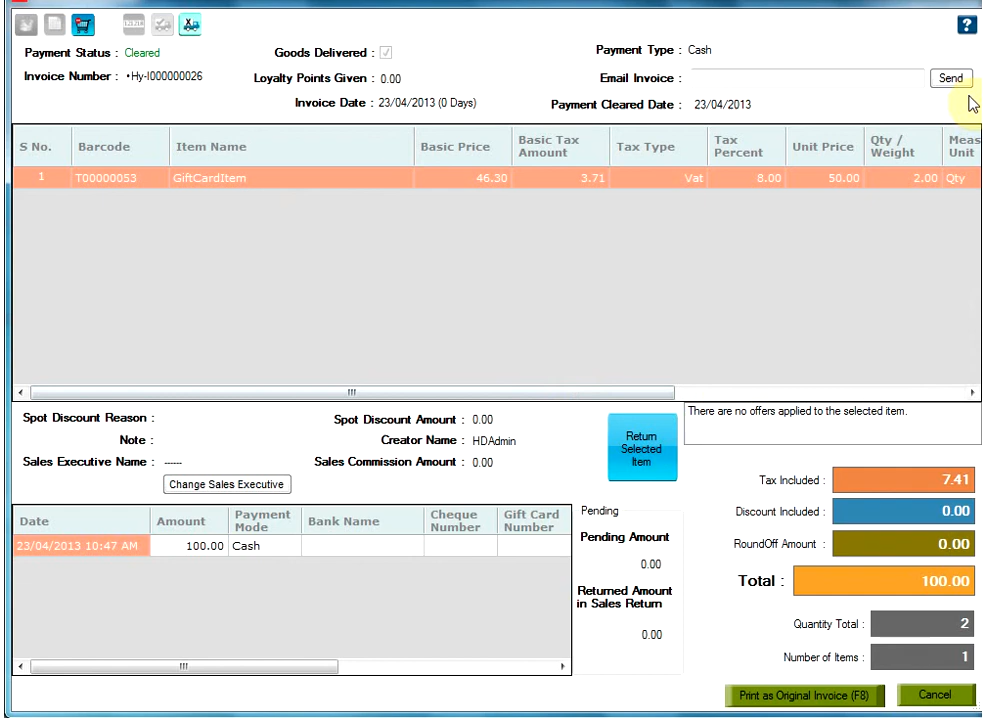 ?
Payment Status : Cleared
Goods Delivered :
Payment Type : Cash
Invoice Number : •Hy-I000000026
Loyalty Points Given : 0.00
Email Invoice :
Send
Invoice Date : 23/04/2013 (0 Days)
Payment Cleared Date : 23/04/2013
S No. Barcode Item Name Basic Price Basic Tax Amount Tax Type Tax Percent Unit Price Qty / Weight Meas Unit
1 T00000053 GiftCardItem 46.30 3.71 Vat 8.00 50.00 2.00 Qty
Spot Discount Reason :
Spot Discount Amount : 0.00
Note :
Creator Name : HDAdmin
Sales Executive Name : ------
Sales Commission Amount : 0.00
Change Sales Executive
Return
Selected
Item
There are no offers applied to the selected item.
Date Amount Payment Mode Bank Name Cheque Number Gift Card Number
23/04/2013 10:47 AM 100.00 Cash
Pending
Pending Amount
0.00
Returned Amount
in Sales Return
0.00
Tax Included : 7.41
Discount Included : 0.00
RoundOff Amount : 0.00
Total : 100.00
Quantity Total : 2
Number of Items : 1
Print as Original Invoice (F8)
Cancel